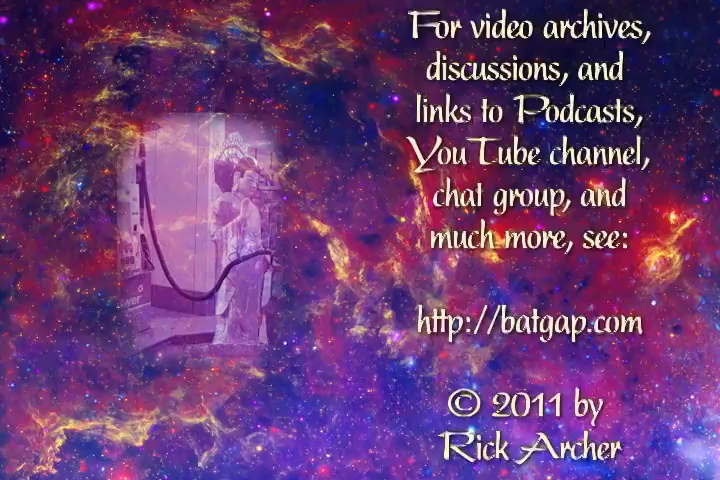 For video archives,
discussions, and
links to Podcasts,
YouTube channel,
chat group, and
much more, see:
http://batgap.com
© 2011 by
Rick Archer
wer